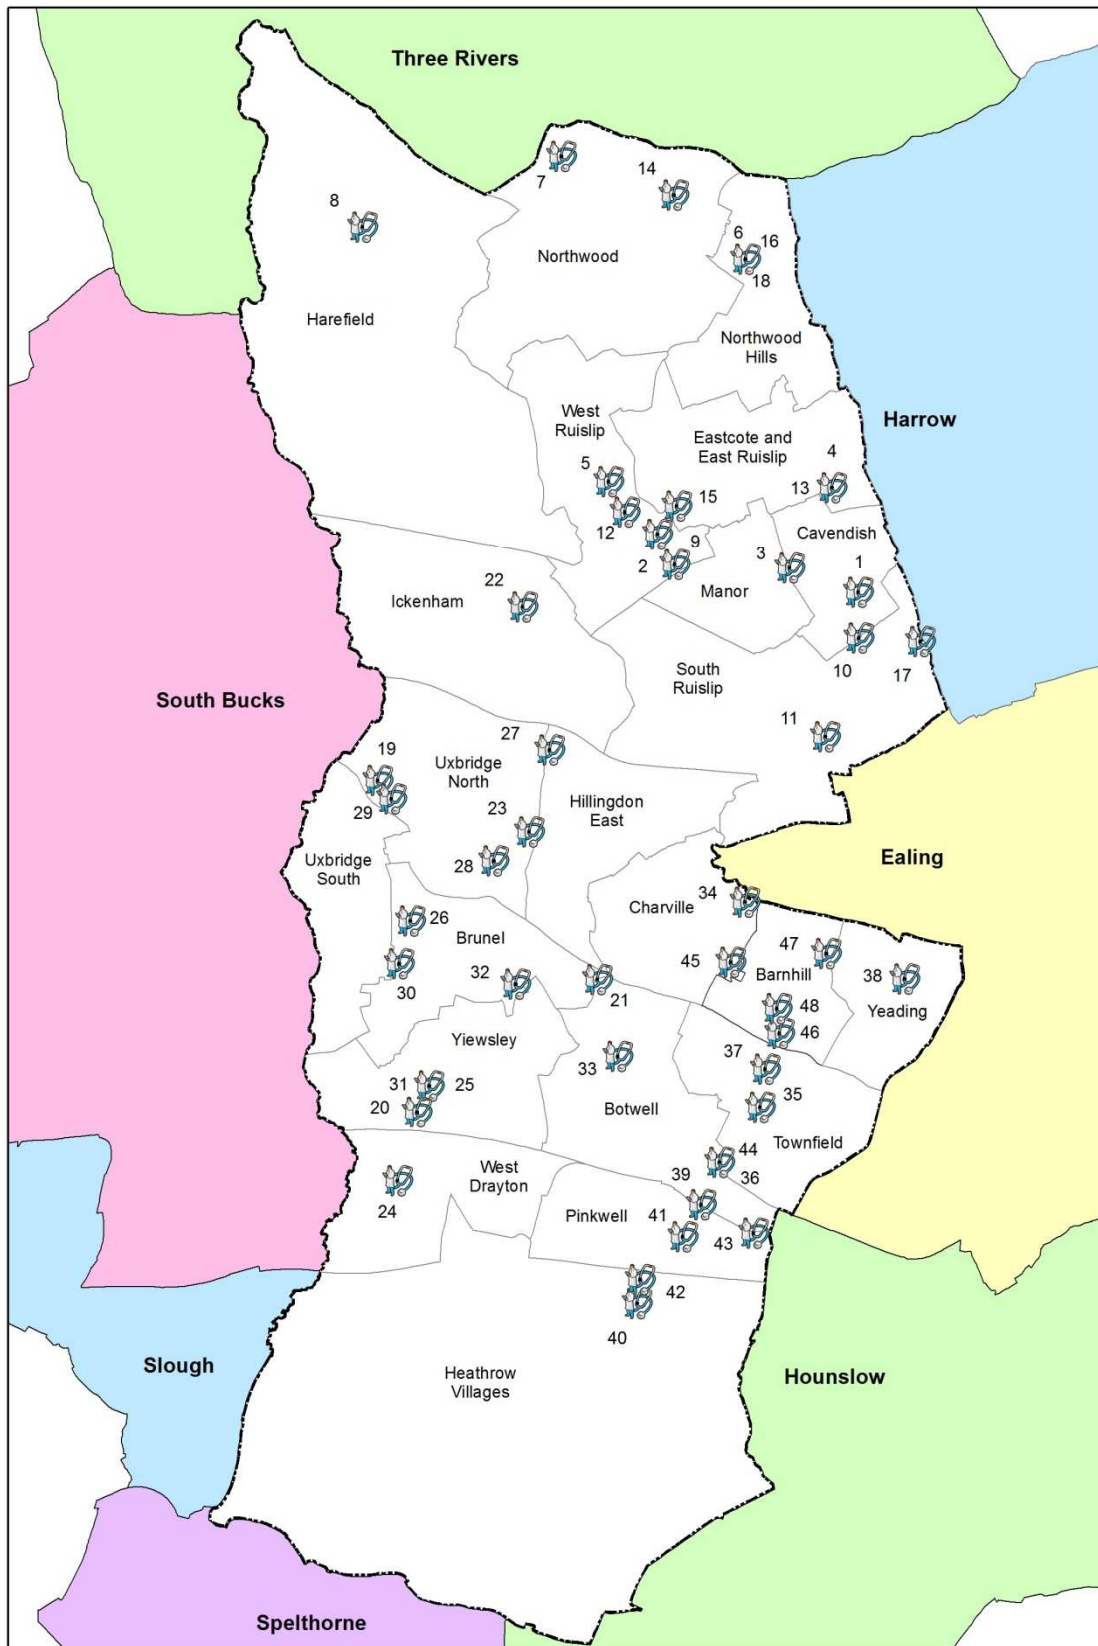 Three Rivers
7
14
8
6
16
18
Northwood
Harefield
Northwood
Hills
West
Ruislip
Eastcote and
East Ruislip
Harrow
5
4
13
15
12
9
Cavendish
2
3
1
Manor
22
Ickenham
10
17
South
Ruislip
South Bucks
11
27
19
Uxbridge
North
29
23
Hillingdon
East
28
Uxbridge
South
Ealing
34
Charville
26
Brunel
47
45
Barnhill
32
30
21
38
Yeading
48
46
Yiewsley
37
33
31
25
35
20
Botwell
Townfield
44
36
West
Drayton
39
24
Pinkwell
41
43
42
40
Slough
Heathrow
Villages
Hounslow
Spelthorne